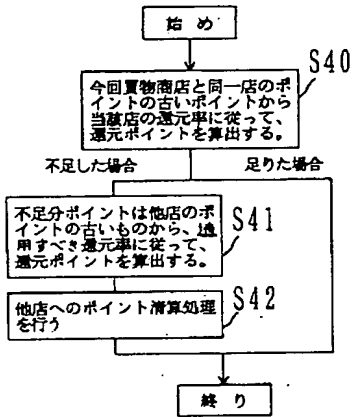 始め
S40
今回買物商店と同一店のポ
イントの古いポイントから
当該店の還元率に従って、
還元ポイントを算出する。
不足した場合
足りた場合
不足分ポイントは他店のポ
イントの古いものから、適
用すべき還元率に従って、
還元ポイントを算出する。
S41
他店へのポイント清算処理
を行う
S42
終り